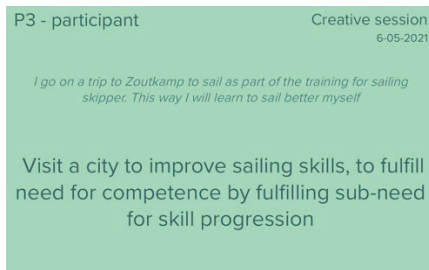 P3 - participant
Creative session
6-05-2021
I go on a trip to Zoutkamp to sail as part of the training for sailing
skipper. This way I will learn to sail better myself
Visit a city to improve sailing skills, to fulfill
need for competence by fulfilling sub-need
for skill progression